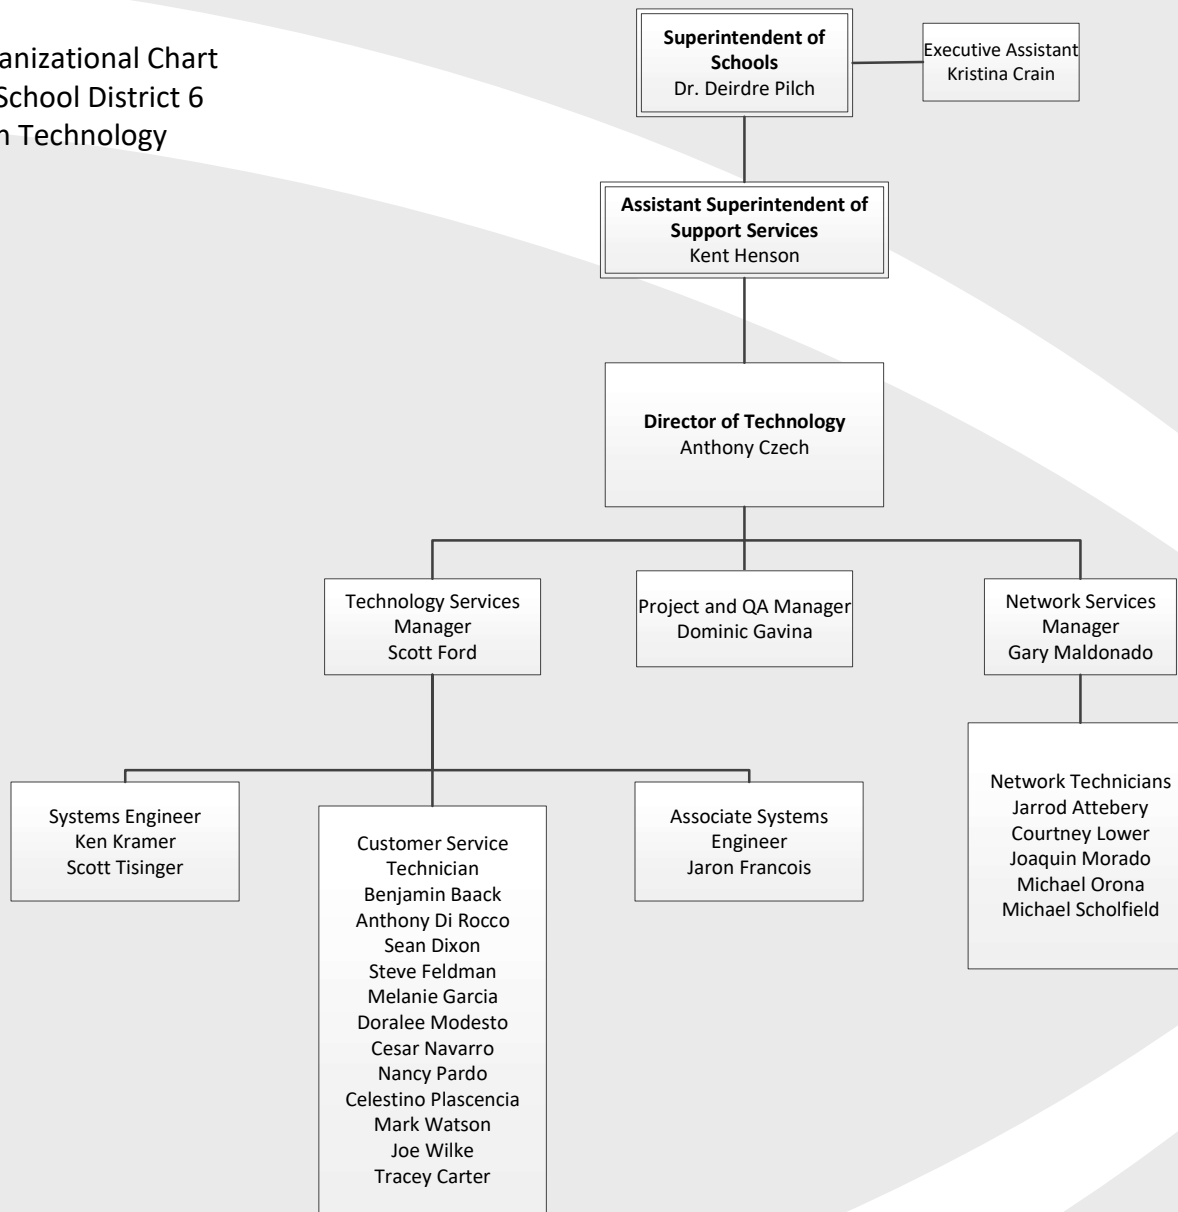 anizational Chart
School District 6
Technology
Superintendent of
Schools
Dr. Deirdre Pilch
Executive Assistant
Kristina Crain
Assistant Superintendent of
Support Services
Kent Henson
Director of Technology
Anthony Czech
Technology Services
Manager
Scott Ford
Project and QA Manager
Dominic Gavina
Network Services
Manager
Gary Maldonado
Systems Engineer
Ken Kramer
Scott Tisinger
Customer Service
Technician
Benjamin Baack
Anthony Di Rocco
Sean Dixon
Steve Feldman
Melanie Garcia
Doralee Modesto
Cesar Navarro
Nancy Pardo
Celestino Plascencia
Mark Watson
Joe Wilke
Tracey Carter
Associate Systems
Engineer
Jaron Francois
Network Technicians
Jarrod Attebery
Courtney Lower
Joaquin Morado
Michael Orona
Michael Scholfield